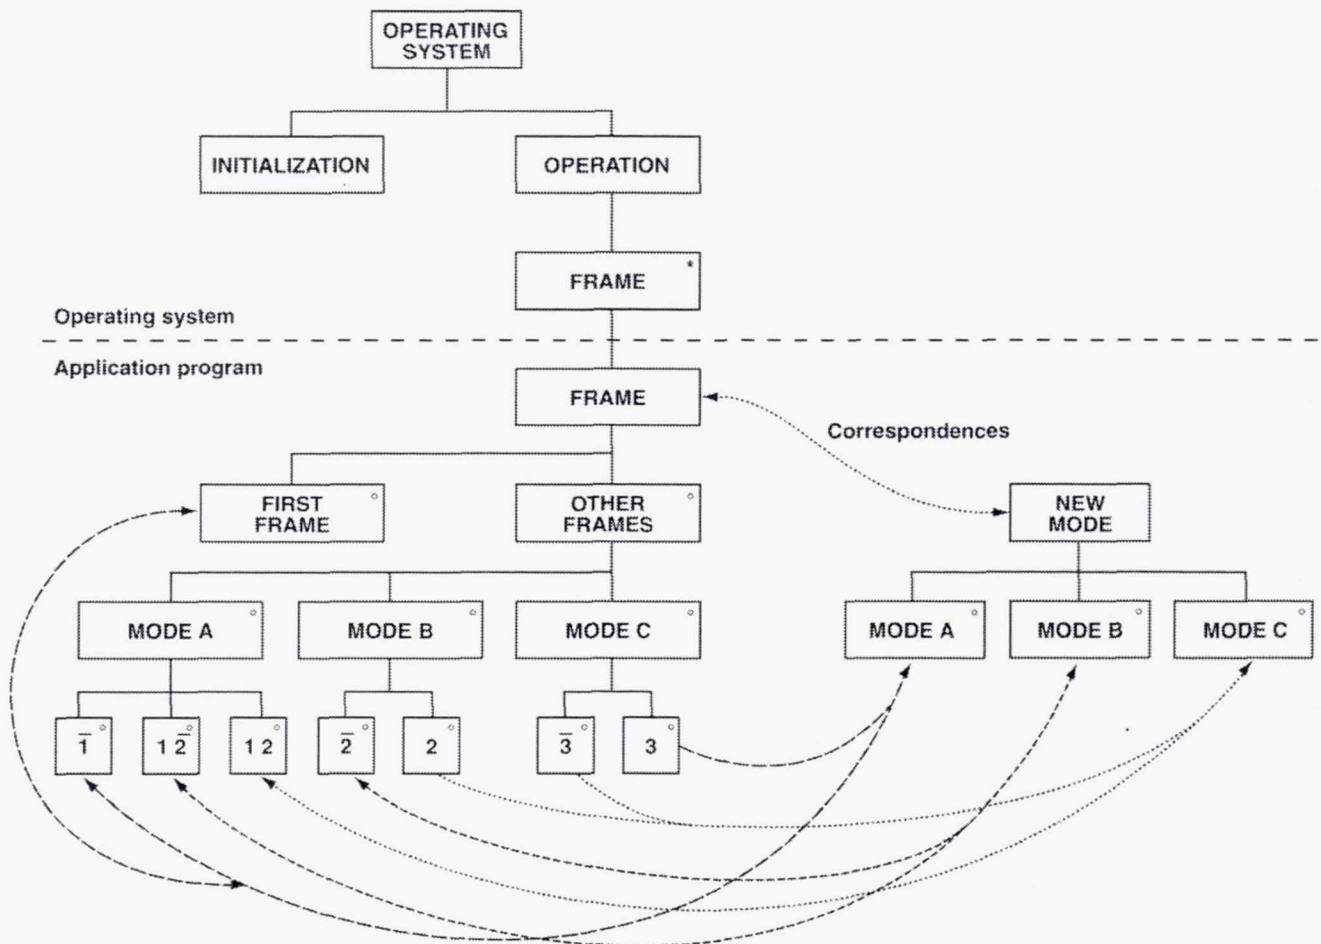 OPERATING
SYSTEM
INITIALIZATION
OPERATION
FRAME *
Operating system
Application program
FRAME
Correspondences
FIRST
FRAME
OTHER
FRAMES
NEW
MODE
MODE A
MODE B
MODE C
MODE A
MODE B
MODE C
1̅
1 2̅
1 2
2̅
2
3̅
3